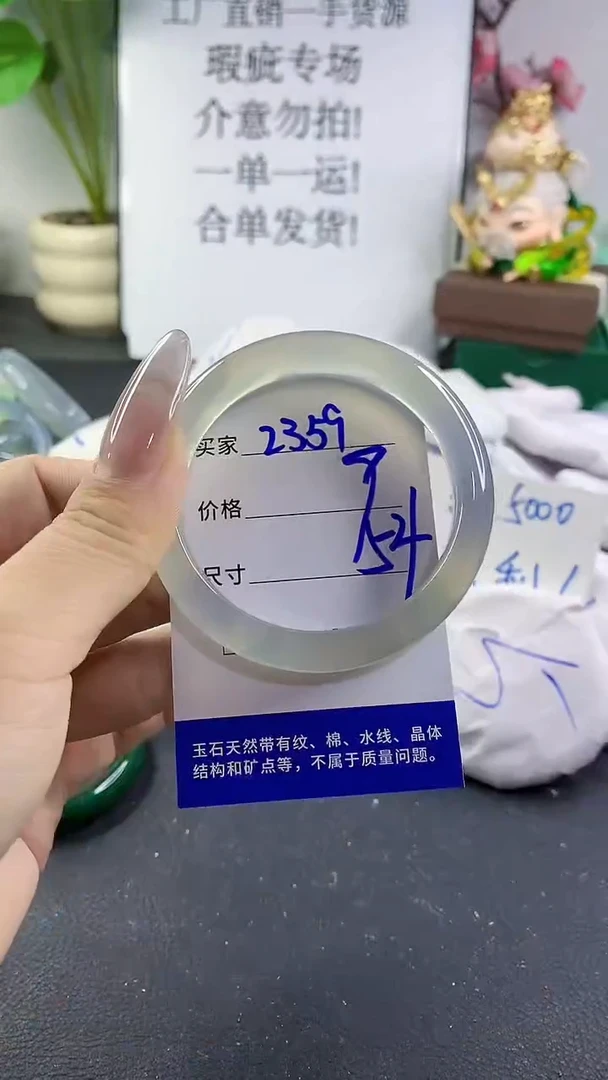 工厂直销一手货源
瑕疵专场
介意勿拍!
一单一运!
合单发货!
买家 2359
价格
尺寸 54
5000
玉石天然带有纹、棉、水线、晶体
结构和矿点等，不属于质量问题。